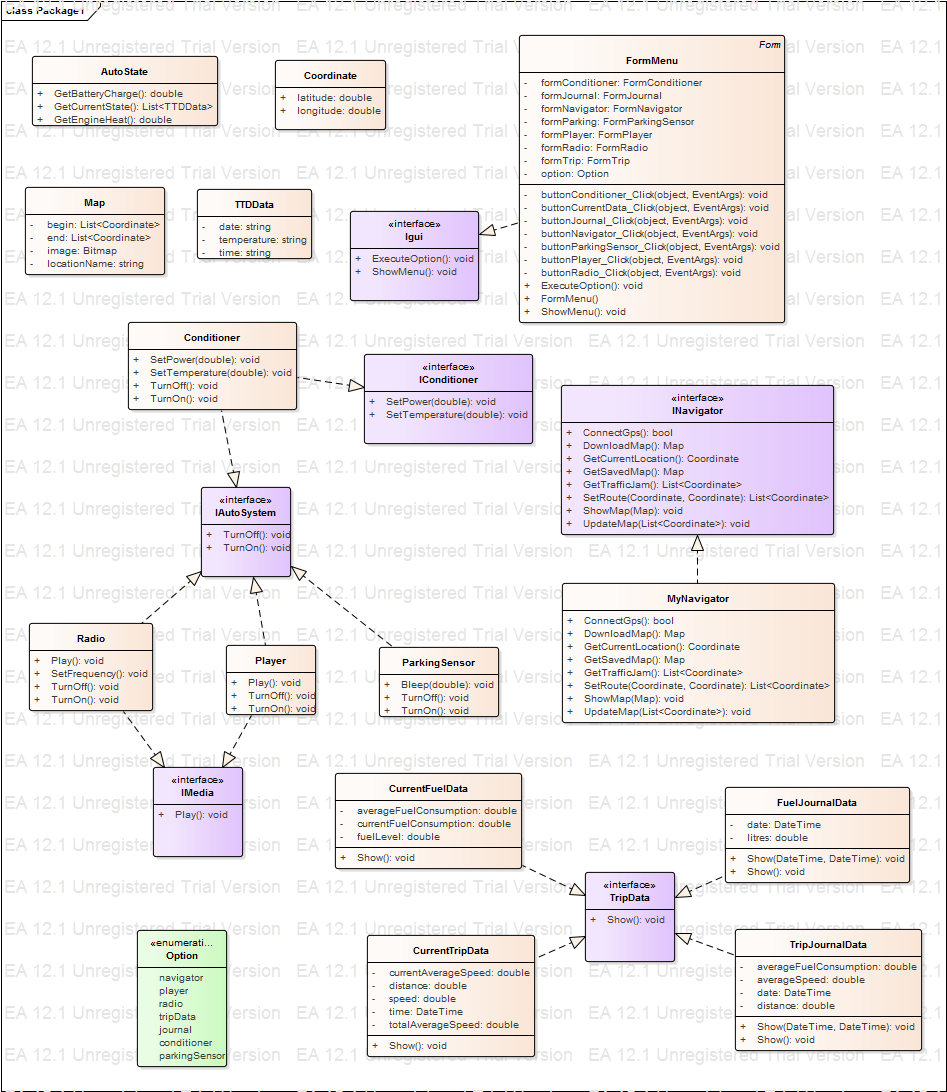 class Package1
AutoState
+ GetBatteryCharge(): double
+ GetCurrentState(): List<TTDData>
+ GetEngineHeat(): double
Coordinate
+ latitude: double
+ longitude: double
Form
FormMenu
- formConditioner: FormConditioner
- formJournal: FormJournal
- formNavigator: FormNavigator
- formParking: FormParkingSensor
- formPlayer: FormPlayer
- formRadio: FormRadio
- formTrip: FormTrip
- option: Option
- buttonConditioner_Click(object, EventArgs): void
- buttonCurrentData_Click(object, EventArgs): void
- buttonJournal_Click(object, EventArgs): void
- buttonNavigator_Click(object, EventArgs): void
- buttonParkingSensor_Click(object, EventArgs): void
- buttonPlayer_Click(object, EventArgs): void
- buttonRadio_Click(object, EventArgs): void
+ ExecuteOption(): void
+ FormMenu()
+ ShowMenu(): void
Map
- begin: List<Coordinate>
- end: List<Coordinate>
- image: Bitmap
- locationName: string
TTDData
- date: string
- temperature: string
- time: string
«interface»
Igui
+ ExecuteOption(): void
+ ShowMenu(): void
Conditioner
+ SetPower(double): void
+ SetTemperature(double): void
+ TurnOff(): void
+ TurnOn(): void
«interface»
IConditioner
+ SetPower(double): void
+ SetTemperature(double): void
«interface»
INavigator
+ ConnectGps(): bool
+ DownloadMap(): Map
+ GetCurrentLocation(): Coordinate
+ GetSavedMap(): Map
+ GetTrafficJam(): List<Coordinate>
+ SetRoute(Coordinate, Coordinate): List<Coordinate>
+ ShowMap(Map): void
+ UpdateMap(List<Coordinate>): void
«interface»
IAutoSystem
+ TurnOff(): void
+ TurnOn(): void
MyNavigator
+ ConnectGps(): bool
+ DownloadMap(): Map
+ GetCurrentLocation(): Coordinate
+ GetSavedMap(): Map
+ GetTrafficJam(): List<Coordinate>
+ SetRoute(Coordinate, Coordinate): List<Coordinate>
+ ShowMap(Map): void
+ UpdateMap(List<Coordinate>): void
Radio
+ Play(): void
+ SetFrequency(): void
+ TurnOff(): void
+ TurnOn(): void
Player
+ Play(): void
+ TurnOff(): void
+ TurnOn(): void
ParkingSensor
+ Bleep(double): void
+ TurnOff(): void
+ TurnOn(): void
«interface»
IMedia
+ Play(): void
CurrentFuelData
- averageFuelConsumption: double
- currentFuelConsumption: double
- fuelLevel: double
+ Show(): void
FuelJournalData
- date: DateTime
- litres: double
+ Show(DateTime, DateTime): void
+ Show(): void
«interface»
TripData
+ Show(): void
«enumerati...
Option
navigator
player
radio
tripData
journal
conditioner
parkingSensor
CurrentTripData
- currentAverageSpeed: double
- distance: double
- speed: double
- time: DateTime
- totalAverageSpeed: double
+ Show(): void
TripJournalData
- averageFuelConsumption: double
- averageSpeed: double
- date: DateTime
- distance: double
+ Show(DateTime, DateTime): void
+ Show(): void
EA 12.1 Unregistered Trial Version